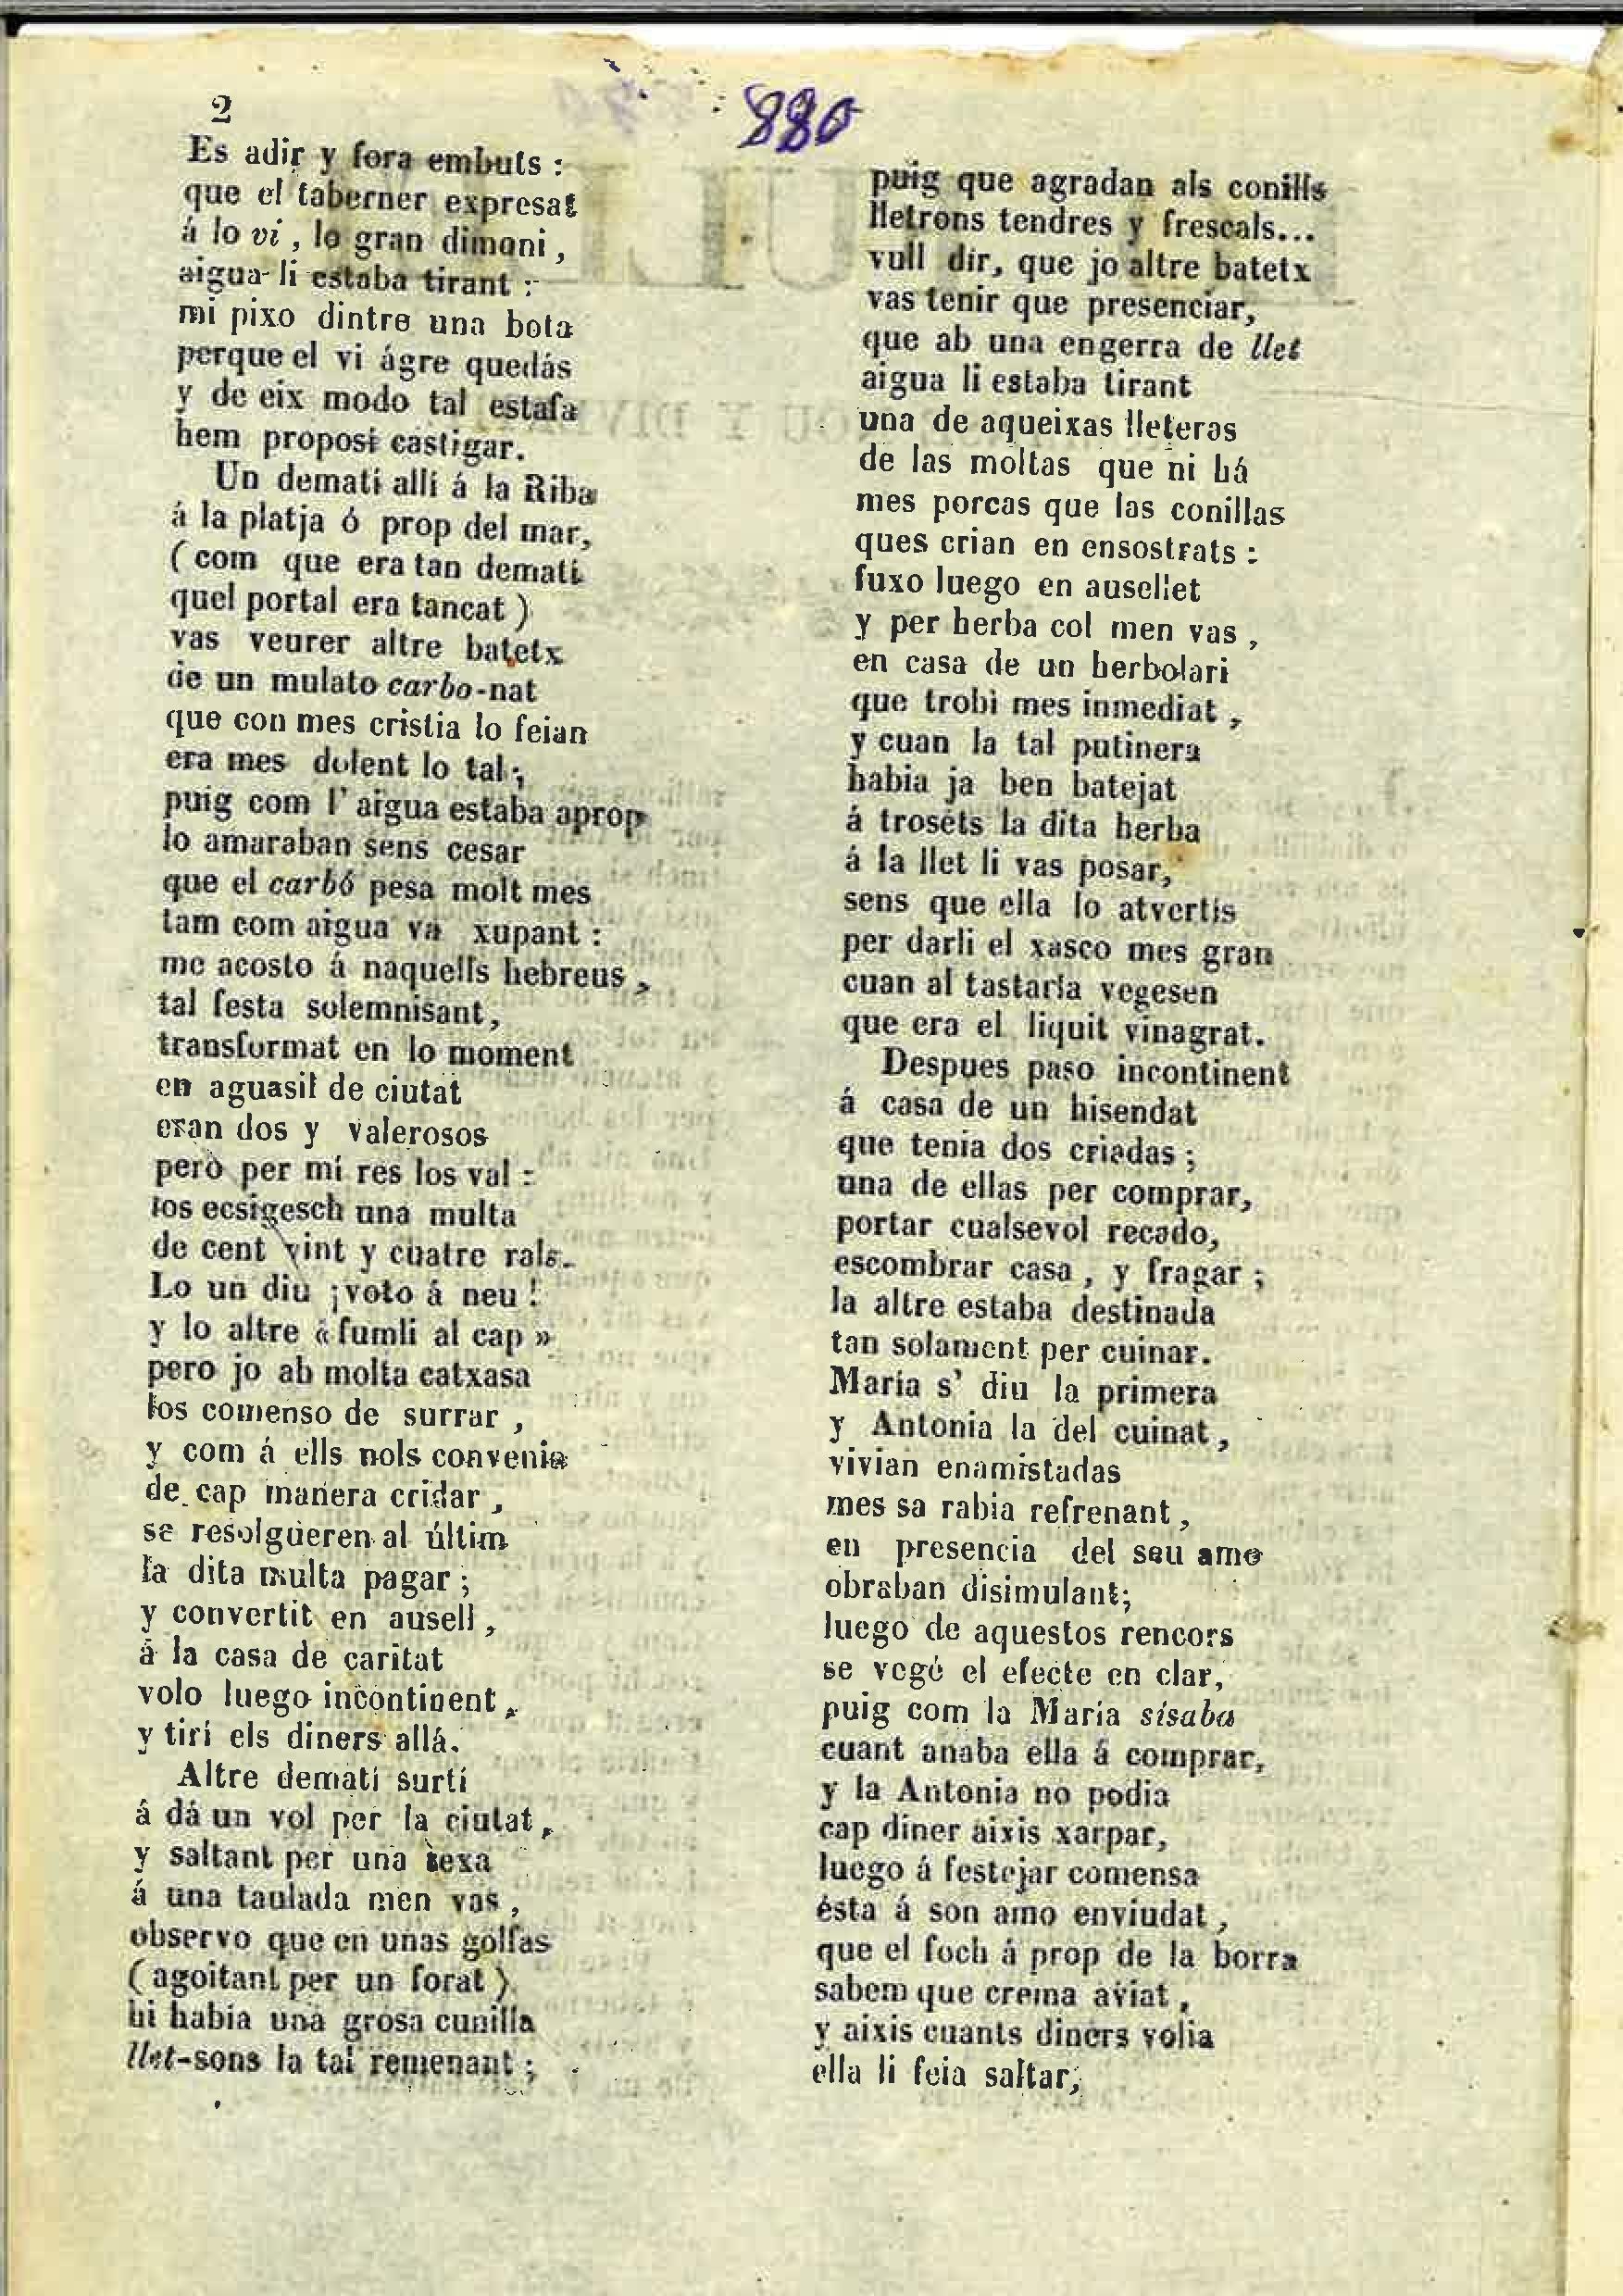 2
880
Es adir y fora embuts :
que el taberner expresat
á lo vi , lo gran dimoni ,
aigua li estaba tirant :
mi pixo dintre una bota
perque el vi ágre quedás
y de eix modo tal estafa
hem proposi castigar.
Un dematí allí á la Riba
á la platja ó prop del mar,
( com que era tan dematí
quel portal era tancat )
vas veurer altre batetx
de un mulato carbo-nat
que con mes cristia lo feian
era mes dolent lo tal ;
puig com l' aigua estaba aprop
lo amaraban sens cesar
que el carbó pesa molt mes
tam com aigua va xupant :
me acosto á naquells hebreus ,
tal festa solemnisant,
transformat en lo moment
en aguasil de ciutat
eran dos y valerosos
però per mí res los val :
los ecsigesch una multa
de cent vint y cuatre rals.
Lo un diu ¡voto á neu !
y lo altre « fumli al cap »
pero jo ab molta catxasa
los comenso de surrar ,
y com á ells nols convenia
de cap manera cridar ,
se resolgueren al últim
la dita multa pagar ;
y convertit en ausell ,
á la casa de caritat
volo luego incontinent ,
y tirí els diners allá.
Altre dematí surtí
á dá un vol per la ciutat ,
y saltant per una rexa
á una taulada men vas ,
observo que en unas golfas
( agoitant per un forat )
hi habia una grosa cunilla
llet-sons la tal remenant ;
puig que agradan als conills
lletrons tendres y frescals...
vull dir, que jo altre batetx
vas tenir que presenciar,
que ab una engerra de llet
aigua li estaba tirant
una de aqueixas lleteras
de las moltas que ni há
mes porcas que las conillas
ques crian en ensostrats :
fuxo luego en ausellet
y per herba col men vas ,
en casa de un herbolari
que trobi mes inmediat ,
y cuan la tal putinera
habia ja ben batejat
á trosets la dita herba
á la llet li vas posar,
sens que ella lo atvertis
per darli el xasco mes gran
cuan al tastarla vegesen
que era el liquit vinagrat.
Despues paso incontinent
á casa de un hisendat
que tenia dos criadas ;
una de ellas per comprar,
portar cualsevol recado,
escombrar casa , y fragar ;
la altre estaba destinada
tan solament per cuinar.
María s' diu la primera
y Antonia la del cuinat ,
vivian enamistadas
mes sa rabia refrenant ,
en presencia del seu amo
obraban disimulant;
luego de aquestos rencors
se vegé el efecte en clar,
puig com la María sisaba
cuant anaba ella á comprar,
y la Antonia no podia
cap diner aixis xarpar,
luego á festejar comensa
ésta á son amo enviudat ,
que el foch á prop de la borra
sabem que crema aviat ,
y aixis cuants diners volia
ella li feia saltar;